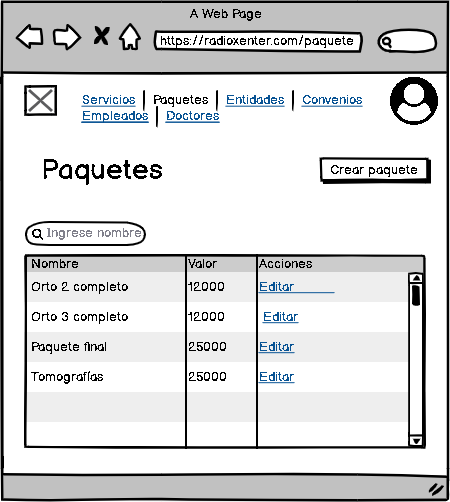 A Web Page
https://radioxenter.com/paquete
Servicios Paquetes Entidades Convenios
Empleados Doctores
Paquetes
Crear paquete
Ingrese nombre
Nombre Valor Acciones
Orto 2 completo 12000 Editar
Orto 3 completo 12000 Editar
Paquete final 25000 Editar
Tomografías 25000 Editar